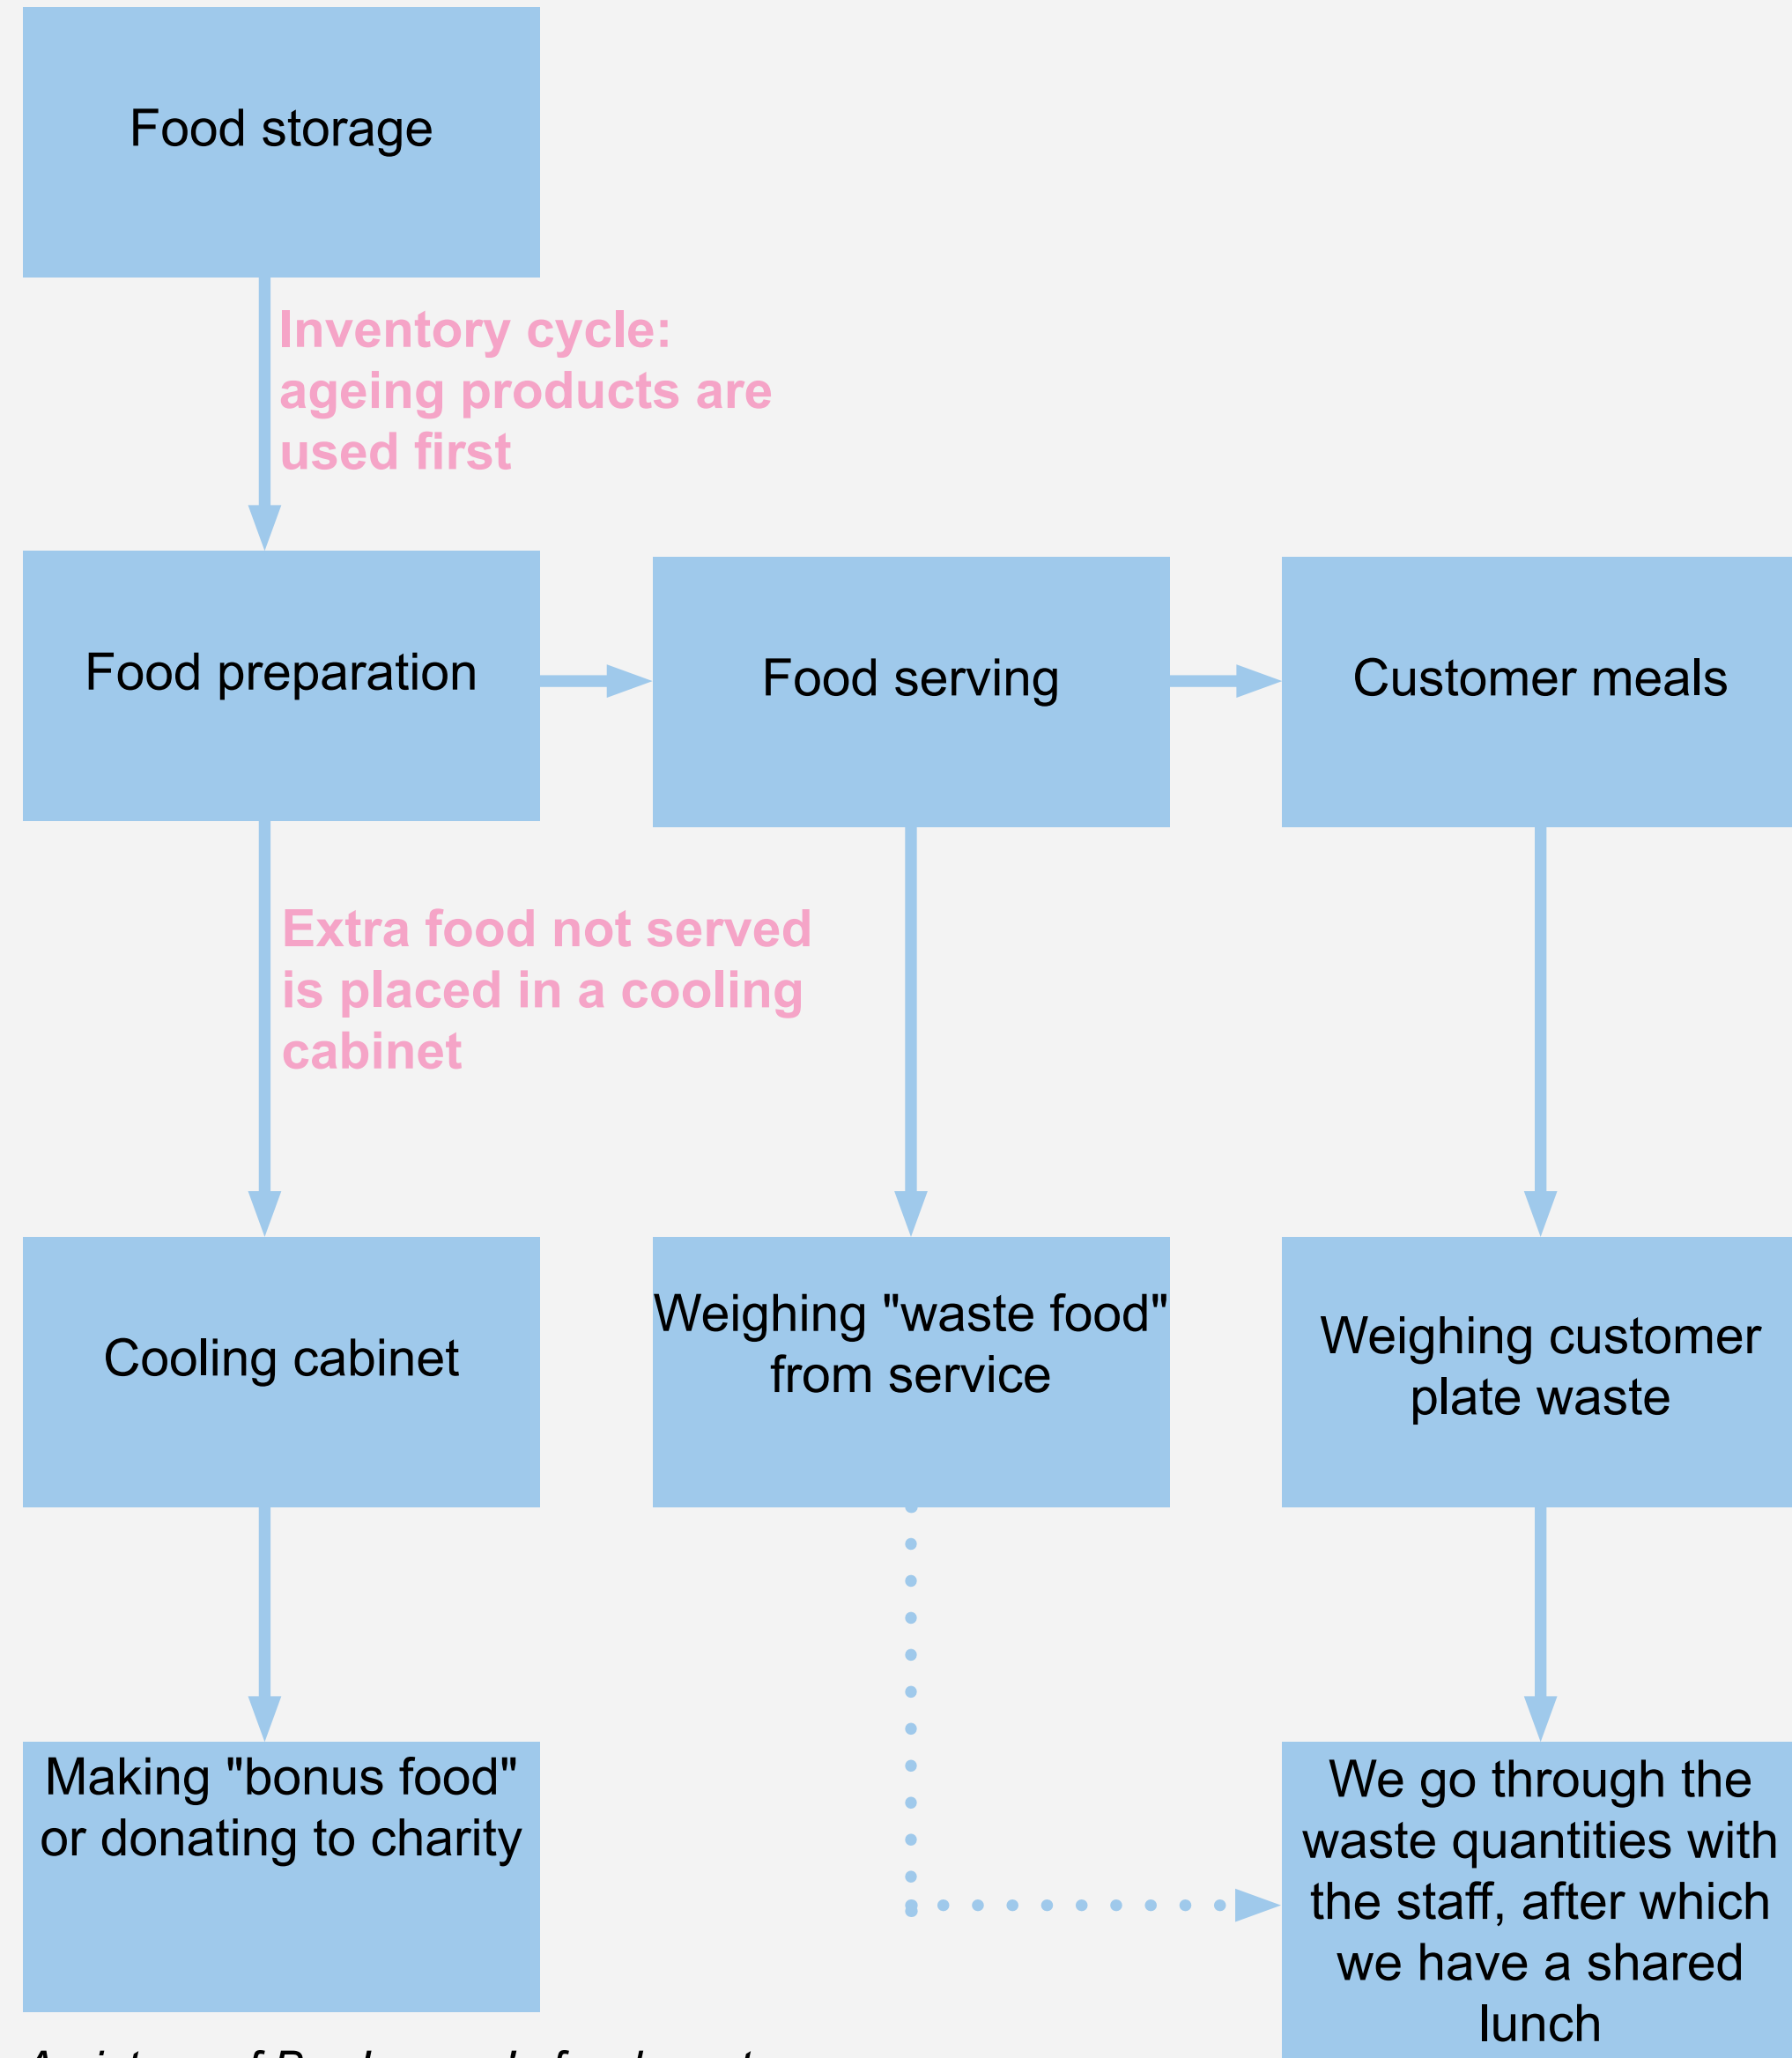 Food storage
Inventory cycle:
ageing products are
used first
Food preparation
Food serving
Customer meals
Extra food not served
is placed in a cooling
cabinet
Cooling cabinet
Weighing "waste food"
from service
Weighing customer
plate waste
Making "bonus food"
or donating to charity
We go through the
waste quantities with
the staff, after which
we have a shared
lunch